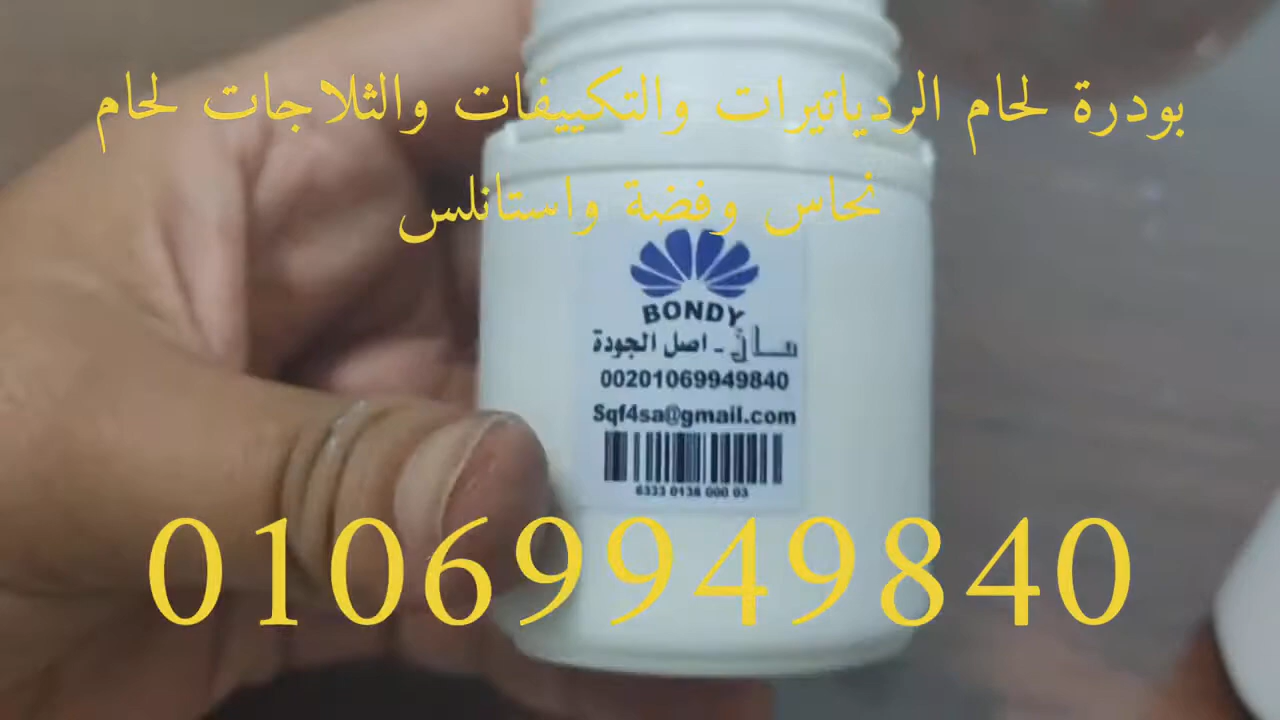 بودرة لحام الردياتيرات والتكييفات والثلاجات لحام
نحاس وفضة واستانلس
BONDY
ـ اصل الجودة
00201069949840
Sqf4sa@gmail.com
6333 0138 000 03
01069949840